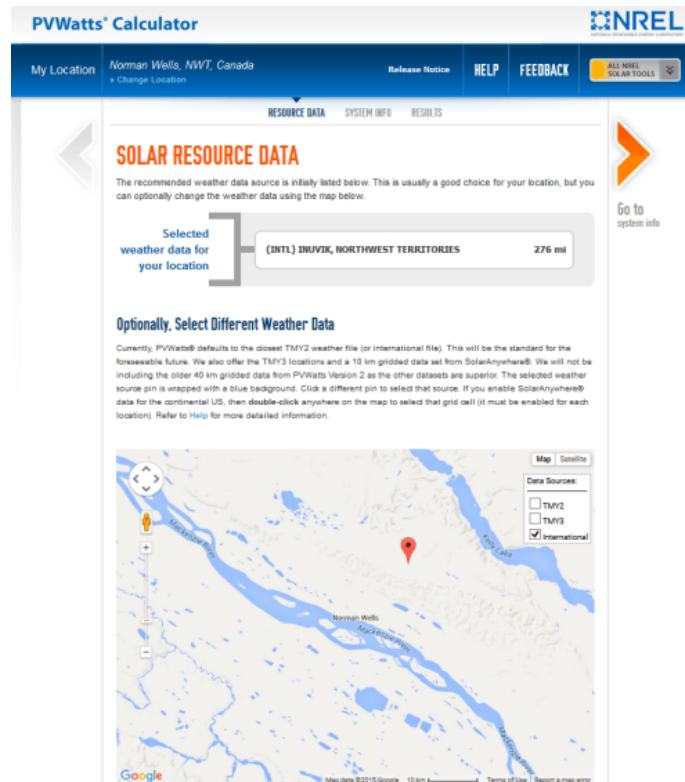 PVWatts® Calculator
NREL
NATIONAL RENEWABLE ENERGY LABORATORY
My Location
Norman Wells, NWT, Canada
» Change Location
Release Notice
HELP
FEEDBACK
ALL NREL
SOLAR TOOLS
RESOURCE DATA
SYSTEM INFO
RESULTS
SOLAR RESOURCE DATA
The recommended weather data source is initially listed below. This is usually a good choice for your location, but you
can optionally change the weather data using the map below.
Go to
system info
Selected
weather data for
your location
(INTL) INUVIK, NORTHWEST TERRITORIES
276 mi
Optionally, Select Different Weather Data
Currently, PVWatts® defaults to the closest TMY2 weather file (or international file). This will be the standard for the
foreseeable future. We also offer the TMY3 locations and a 10 km gridded data set from SolarAnywhere®. We will not be
including the older 40 km gridded data from PVWatts Version 2 as the other datasets are superior. The selected weather
source pin is wrapped with a blue background. Click a different pin to select that source. If you enable SolarAnywhere®
data for the continental US, then double-click anywhere on the map to select that grid cell (it must be enabled for each
location). Refer to Help for more detailed information.
Map
Satellite
Data Sources:
TMY2
TMY3
International
Mackenzie River
Kelly Lake
Norman Wells
Mackenzie River
Mackenzie River
Google
Map data ©2015 Google
10 km
Terms of Use
Report a map error